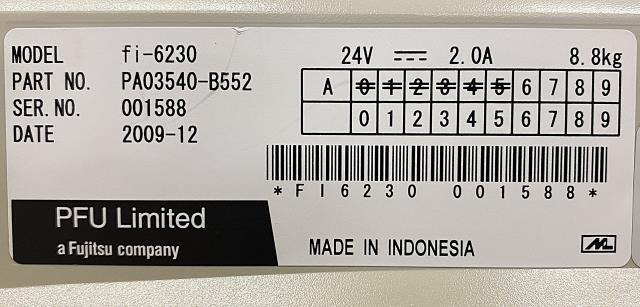 MODEL fi-6230 24V ⎓ 2.0A 8.8kg
PART NO. PA03540-B552
SER.NO. 001588
DATE 2009-12
A 0 1 2 3 4 5 6 7 8 9
0 1 2 3 4 5 6 7 8 9
*FI6230 001588*
PFU Limited
a Fujitsu company
MADE IN INDONESIA